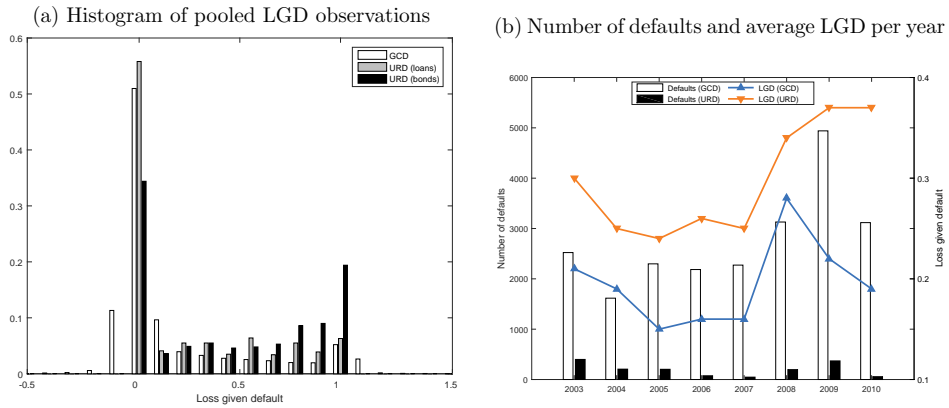 (a) Histogram of pooled LGD observations
0.6
0.5
0.4
0.3
0.2
0.1
0
-0.5
0
0.5
1
1.5
Loss given default
GCD
URD (loans)
URD (bonds)
(b) Number of defaults and average LGD per year
6000
5000
4000
3000
2000
1000
0
Number of defaults
Defaults (GCD)
LGD (GCD)
Defaults (URD)
LGD (URD)
0.4
0.3
0.2
0.1
Loss given default
2003
2004
2005
2006
2007
2008
2009
2010